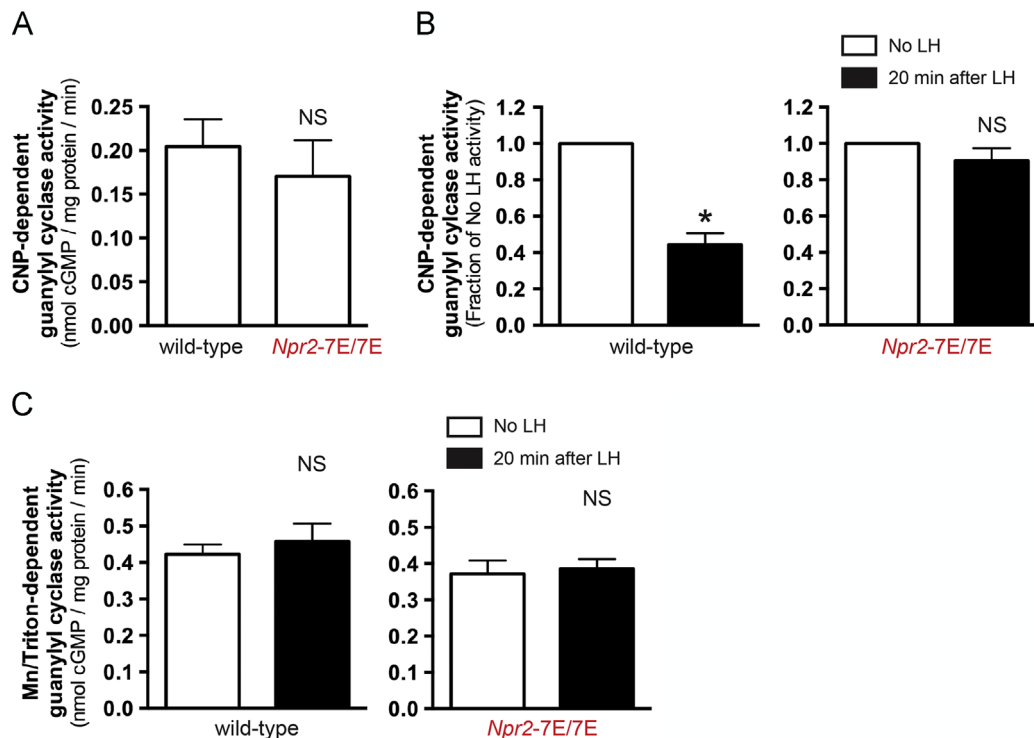 A
CNP-dependent
guanylyl cyclase activity
(nmol cGMP / mg protein / min)
0.25
0.20
0.15
0.10
0.05
0.00
NS
wild-type
Npr2-7E/7E
B
No LH
20 min after LH
CNP-dependent
guanylyl cylcase activity
(Fraction of No LH activity)
1.2
1.0
0.8
0.6
0.4
0.2
0.0
*
wild-type
1.2
1.0
0.8
0.6
0.4
0.2
0.0
NS
Npr2-7E/7E
C
No LH
20 min after LH
Mn/Triton-dependent
guanylyl cyclase activity
(nmol cGMP / mg protein / min)
0.6
0.5
0.4
0.3
0.2
0.1
0.0
NS
wild-type
0.6
0.5
0.4
0.3
0.2
0.1
0.0
NS
Npr2-7E/7E